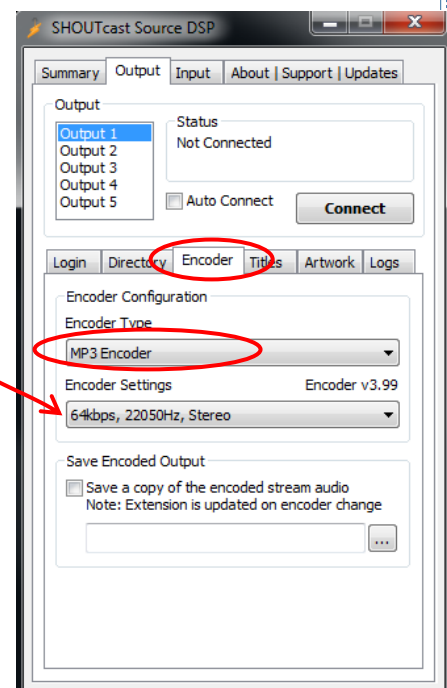 SHOUTcast Source DSP
Summary Output Input About | Support | Updates
Output
Output 1
Output 2
Output 3
Output 4
Output 5
Status
Not Connected
Auto Connect
Connect
Login Directory Encoder Titles Artwork Logs
Encoder Configuration
Encoder Type
MP3 Encoder
Encoder Settings Encoder v3.99
64kbps, 22050Hz, Stereo
Save Encoded Output
Save a copy of the encoded stream audio
Note: Extension is updated on encoder change
...